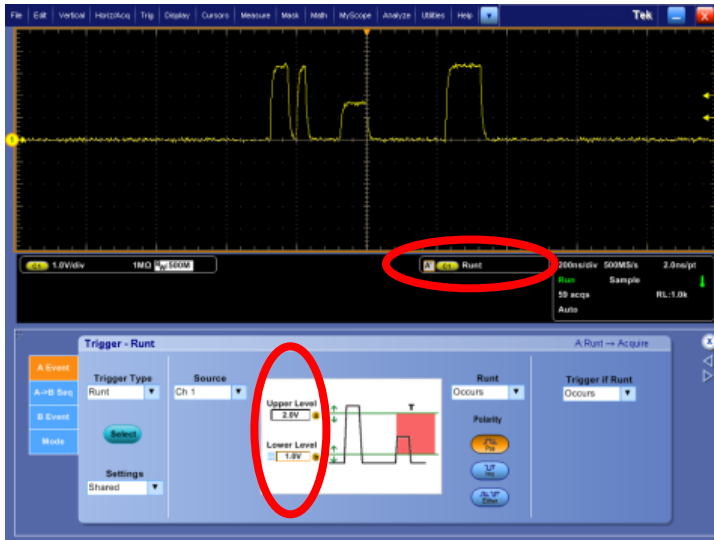 File Edit Vertical Horiz/Acq Trig Display Cursors Measure Mask Math MyScope Analyze Utilities Help Tek X
1
C1 1.0V/div 1MΩ BW:500M
A' C1 Runt
200ns/div 500MS/s 2.0ns/pt
Run Sample
59 acqs RL:1.0k
Auto
Trigger - Runt A:Runt → Acquire X
A Event
A->B Seq
B Event
Mode
Trigger Type
Runt
Select
Settings
Shared
Source
Ch 1
Upper Level
2.0V a
Lower Level
1.0V b
T
Runt
Occurs
Polarity
Pos
Neg
Either
Trigger if Runt
Occurs